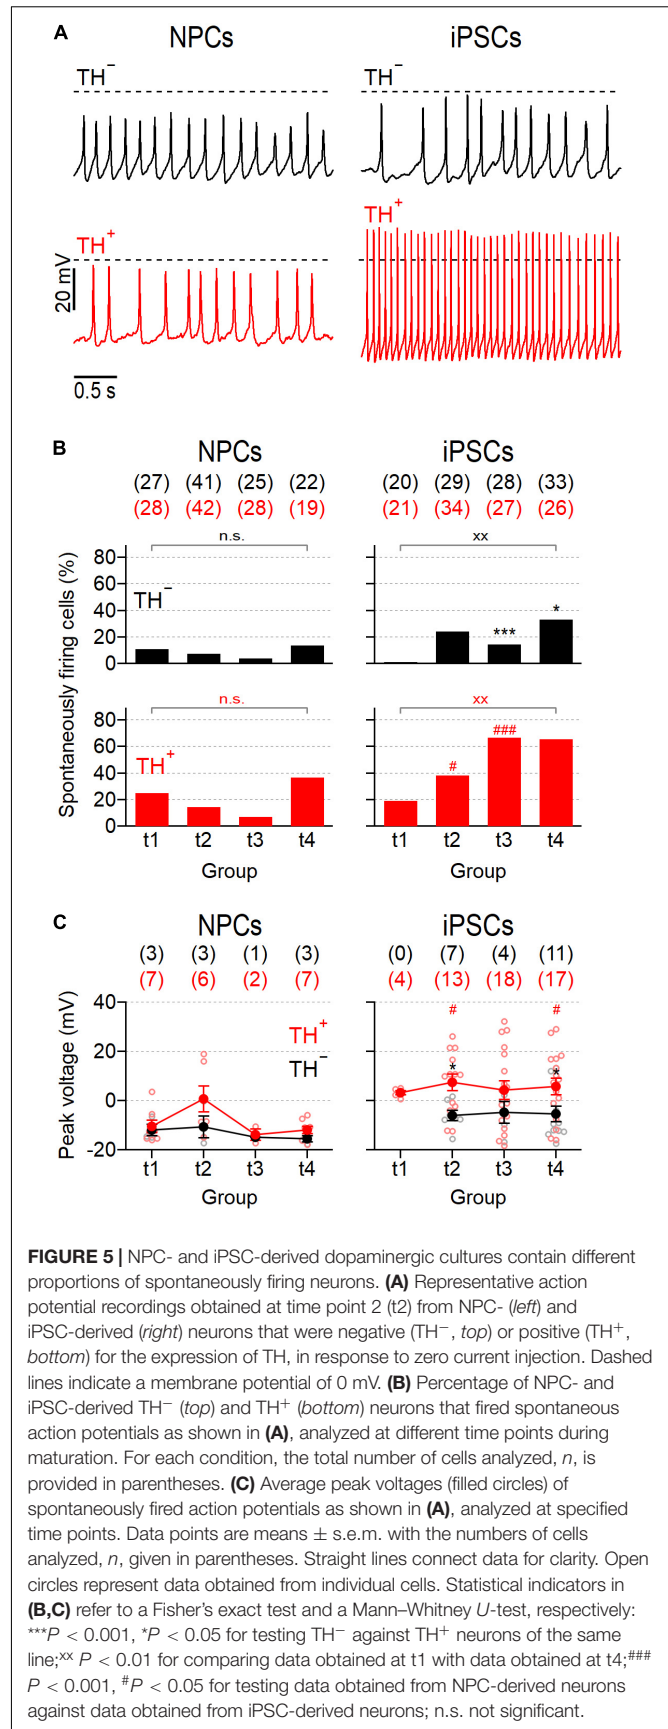 A
NPCs
iPSCs
TH−
TH−
TH+
TH+
20 mV
0.5 s
B
NPCs
iPSCs
(27) (41) (25) (22)
(20) (29) (28) (33)
(28) (42) (28) (19)
(21) (34) (27) (26)
Spontaneously firing cells (%)
n.s.
xx
80
60
40
20
0
TH−
***
*
n.s.
xx
80
60
40
20
0
TH+
#
###
t1 t2 t3 t4
t1 t2 t3 t4
Group
Group
C
NPCs
iPSCs
(3) (3) (1) (3)
(0) (7) (4) (11)
(7) (6) (2) (7)
(4) (13) (18) (17)
Peak voltage (mV)
40
20
0
-20
TH+
TH−
#
#
*
*
t1 t2 t3 t4
t1 t2 t3 t4
Group
Group
FIGURE 5 | NPC- and iPSC-derived dopaminergic cultures contain different
proportions of spontaneously firing neurons. (A) Representative action
potential recordings obtained at time point 2 (t2) from NPC- (left) and
iPSC-derived (right) neurons that were negative (TH−, top) or positive (TH+,
bottom) for the expression of TH, in response to zero current injection. Dashed
lines indicate a membrane potential of 0 mV. (B) Percentage of NPC- and
iPSC-derived TH− (top) and TH+ (bottom) neurons that fired spontaneous
action potentials as shown in (A), analyzed at different time points during
maturation. For each condition, the total number of cells analyzed, n, is
provided in parentheses. (C) Average peak voltages (filled circles) of
spontaneously fired action potentials as shown in (A), analyzed at specified
time points. Data points are means ± s.e.m. with the numbers of cells
analyzed, n, given in parentheses. Straight lines connect data for clarity. Open
circles represent data obtained from individual cells. Statistical indicators in
(B,C) refer to a Fisher's exact test and a Mann–Whitney U-test, respectively:
***P < 0.001, *P < 0.05 for testing TH− against TH+ neurons of the same
line;xx P < 0.01 for comparing data obtained at t1 with data obtained at t4;###
P < 0.001, #P < 0.05 for testing data obtained from NPC-derived neurons
against data obtained from iPSC-derived neurons; n.s. not significant.